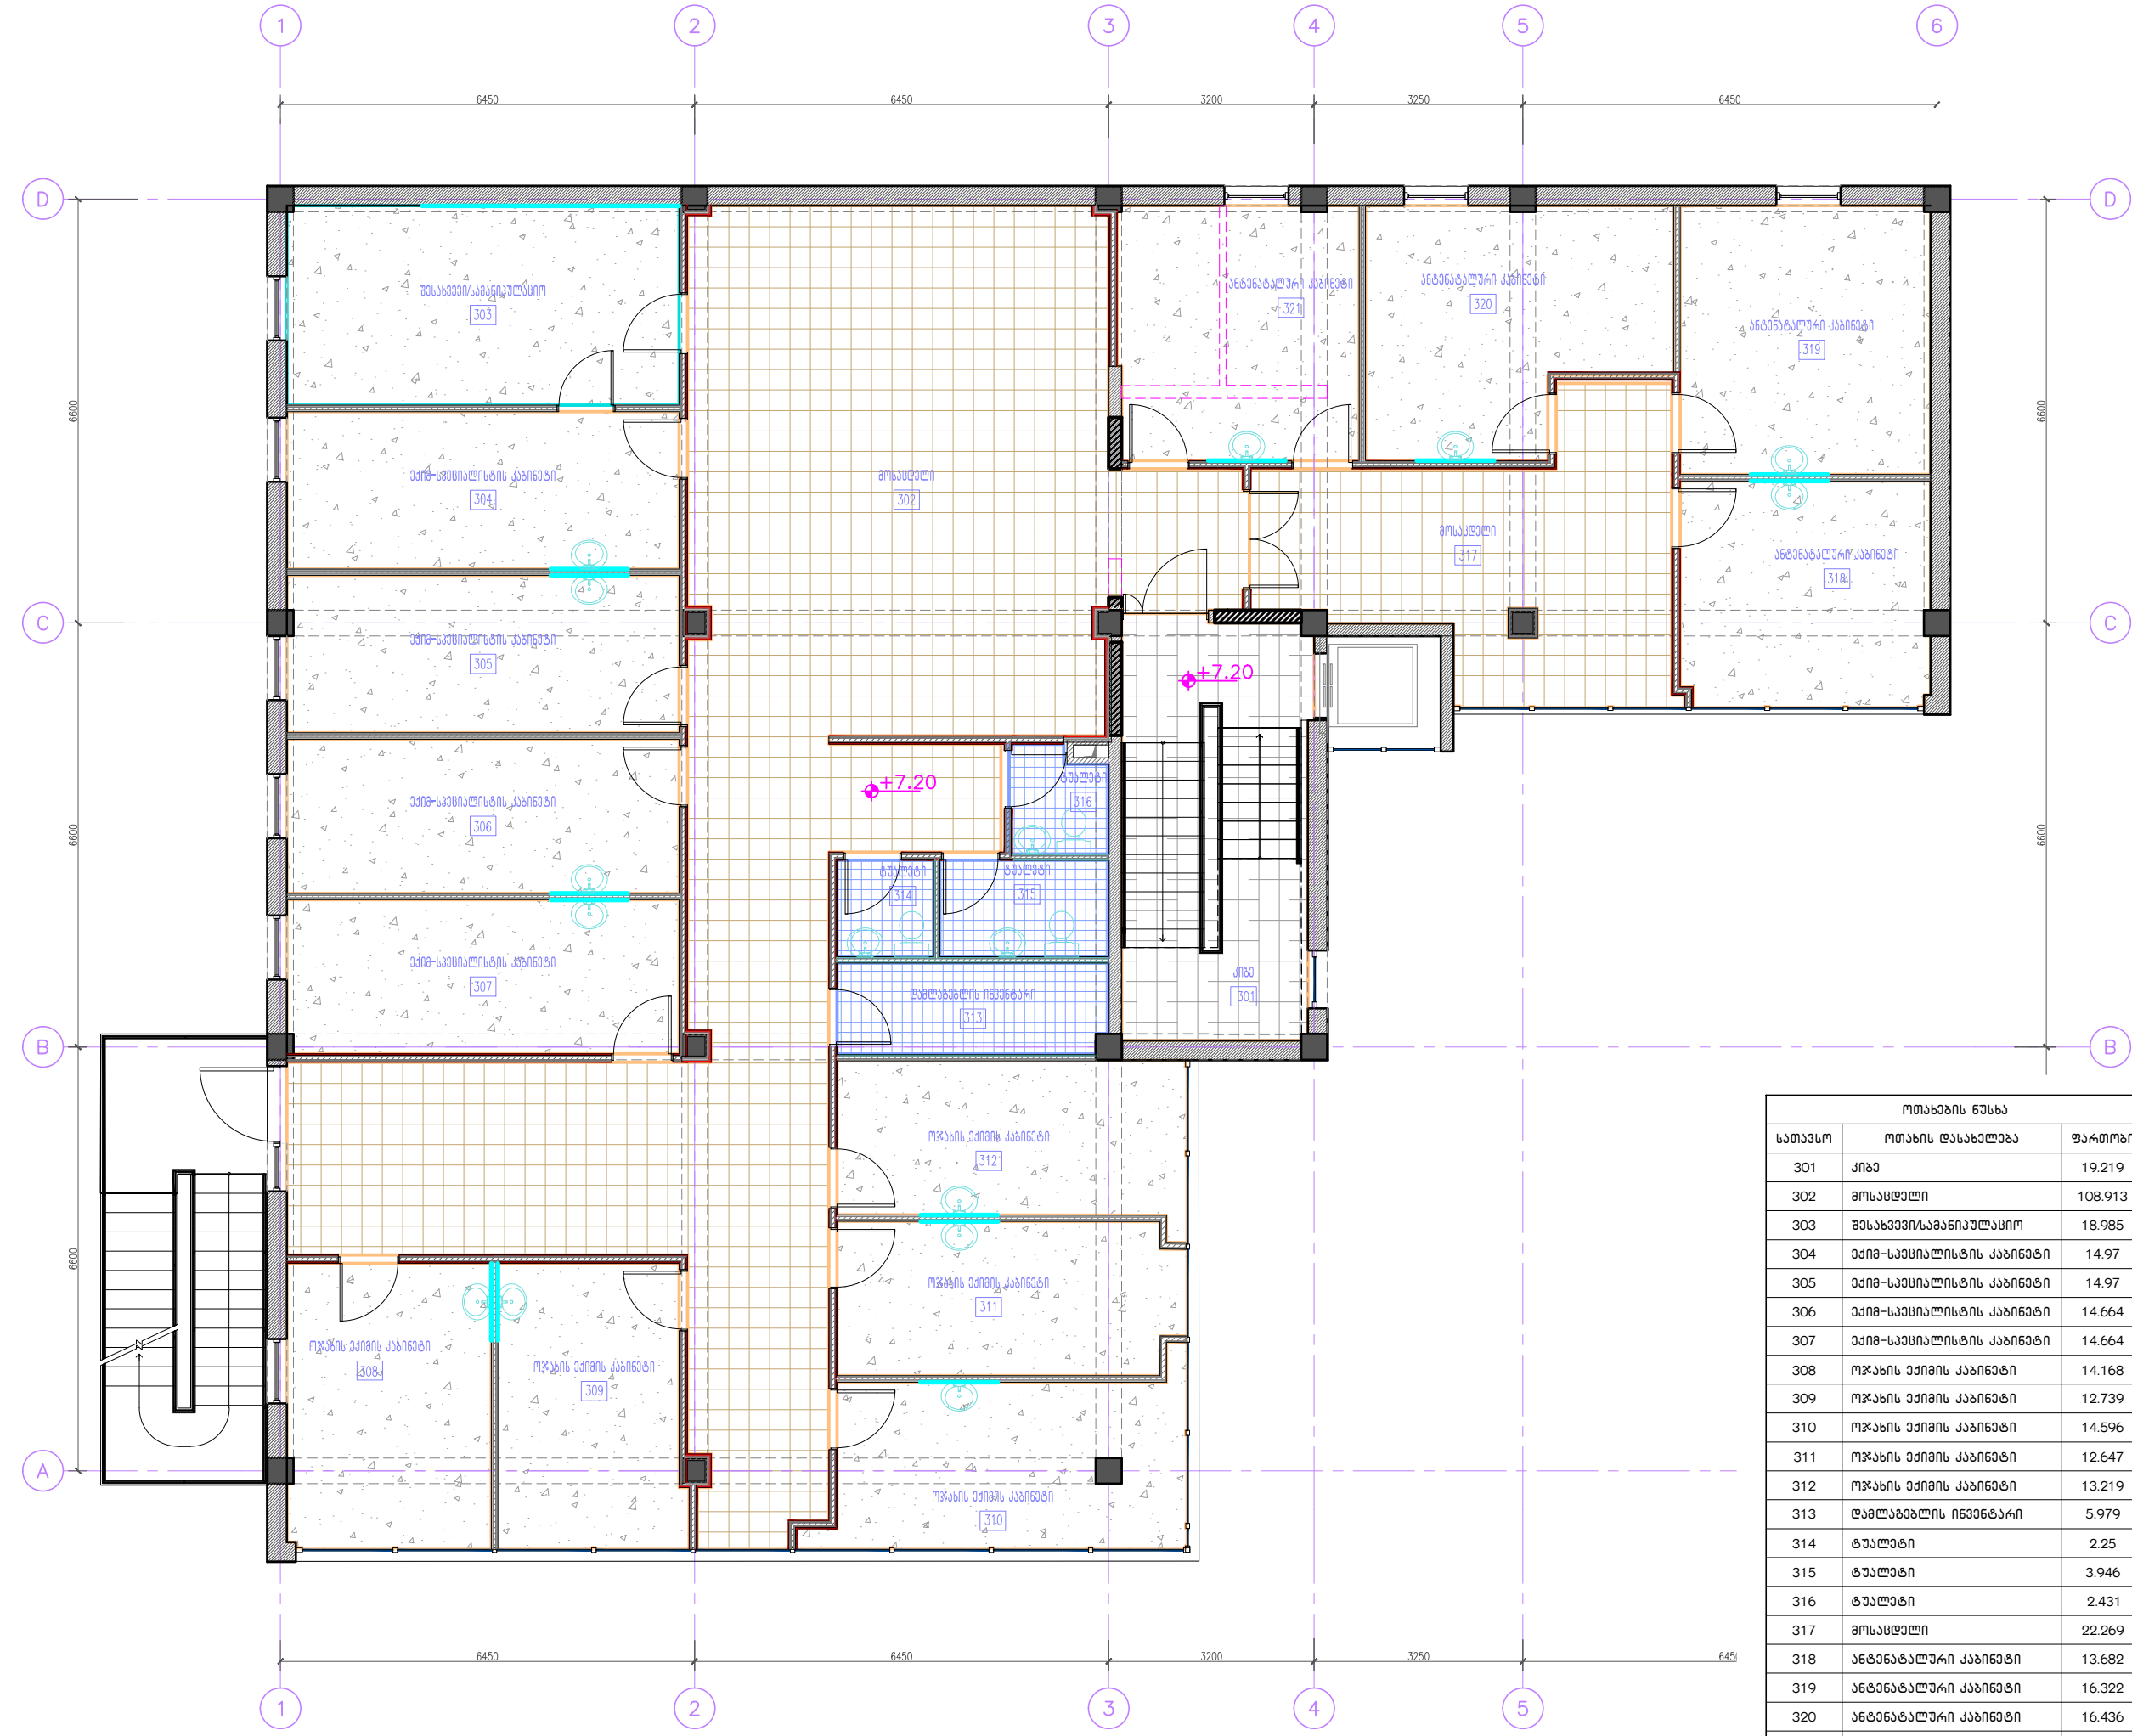 1 2 3 4 5 6
6450 6450 3200 3250 6450
D D
შესახვევი/სამანიპულაციო
303
ანტენატალური კაბინეტი
321
ანტენატალური კაბინეტი
320
ანტენატალური კაბინეტი
319
6600 6600
ექიმ-სპეციალისტის კაბინეტი
304
მოსაცდელი
302
მოსაცდელი
317
ანტენატალური კაბინეტი
318
C C
ექიმ-სპეციალისტის კაბინეტი
305
+7.20
+7.20
ტუალეტი
316
ექიმ-სპეციალისტის კაბინეტი
306
6600 6600
ტუალეტი
314
ტუალეტი
315
ექიმ-სპეციალისტის კაბინეტი
307
დამლაგებლის ინვენტარი
313
კიბე
301
B B
ოჯახის ექიმის კაბინეტი
312
6600
ოჯახის ექიმის კაბინეტი
311
ოჯახის ექიმის კაბინეტი
308
ოჯახის ექიმის კაბინეტი
309
A
ოჯახის ექიმის კაბინეტი
310
6450 6450 3200 3250
1 2 3 4 5
ოთახების ნუსხა
სათავსო ოთახის დასახელება ფართობი
301 კიბე 19.219
302 მოსაცდელი 108.913
303 შესახვევი/სამანიპულაციო 18.985
304 ექიმ-სპეციალისტის კაბინეტი 14.97
305 ექიმ-სპეციალისტის კაბინეტი 14.97
306 ექიმ-სპეციალისტის კაბინეტი 14.664
307 ექიმ-სპეციალისტის კაბინეტი 14.664
308 ოჯახის ექიმის კაბინეტი 14.168
309 ოჯახის ექიმის კაბინეტი 12.739
310 ოჯახის ექიმის კაბინეტი 14.596
311 ოჯახის ექიმის კაბინეტი 12.647
312 ოჯახის ექიმის კაბინეტი 13.219
313 დამლაგებლის ინვენტარი 5.979
314 ტუალეტი 2.25
315 ტუალეტი 3.946
316 ტუალეტი 2.431
317 მოსაცდელი 22.269
318 ანტენატალური კაბინეტი 13.682
319 ანტენატალური კაბინეტი 16.322
320 ანტენატალური კაბინეტი 16.436